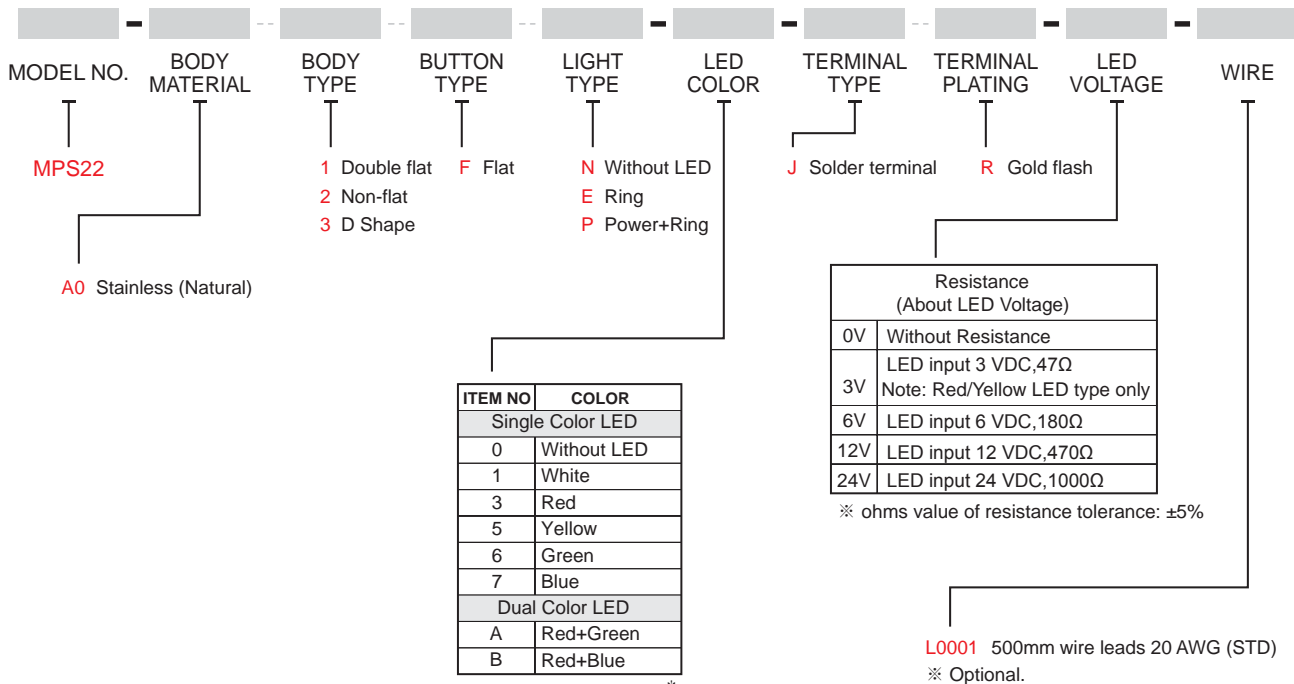 MODEL NO.
BODY
MATERIAL
BODY
TYPE
BUTTON
TYPE
LIGHT
TYPE
LED
COLOR
TERMINAL
TYPE
TERMINAL
PLATING
LED
VOLTAGE
WIRE
MPS22
A0 Stainless (Natural)
1 Double flat
2 Non-flat
3 D Shape
F Flat
N Without LED
E Ring
P Power+Ring
J Solder terminal
R Gold flash
ITEM NO COLOR
Single Color LED
0 Without LED
1 White
3 Red
5 Yellow
6 Green
7 Blue
Dual Color LED
A Red+Green
B Red+Blue
※
Resistance
(About LED Voltage)
0V Without Resistance
3V LED input 3 VDC,47Ω
Note: Red/Yellow LED type only
6V LED input 6 VDC,180Ω
12V LED input 12 VDC,470Ω
24V LED input 24 VDC,1000Ω
※ ohms value of resistance tolerance: ±5%
L0001 500mm wire leads 20 AWG (STD)
※ Optional.